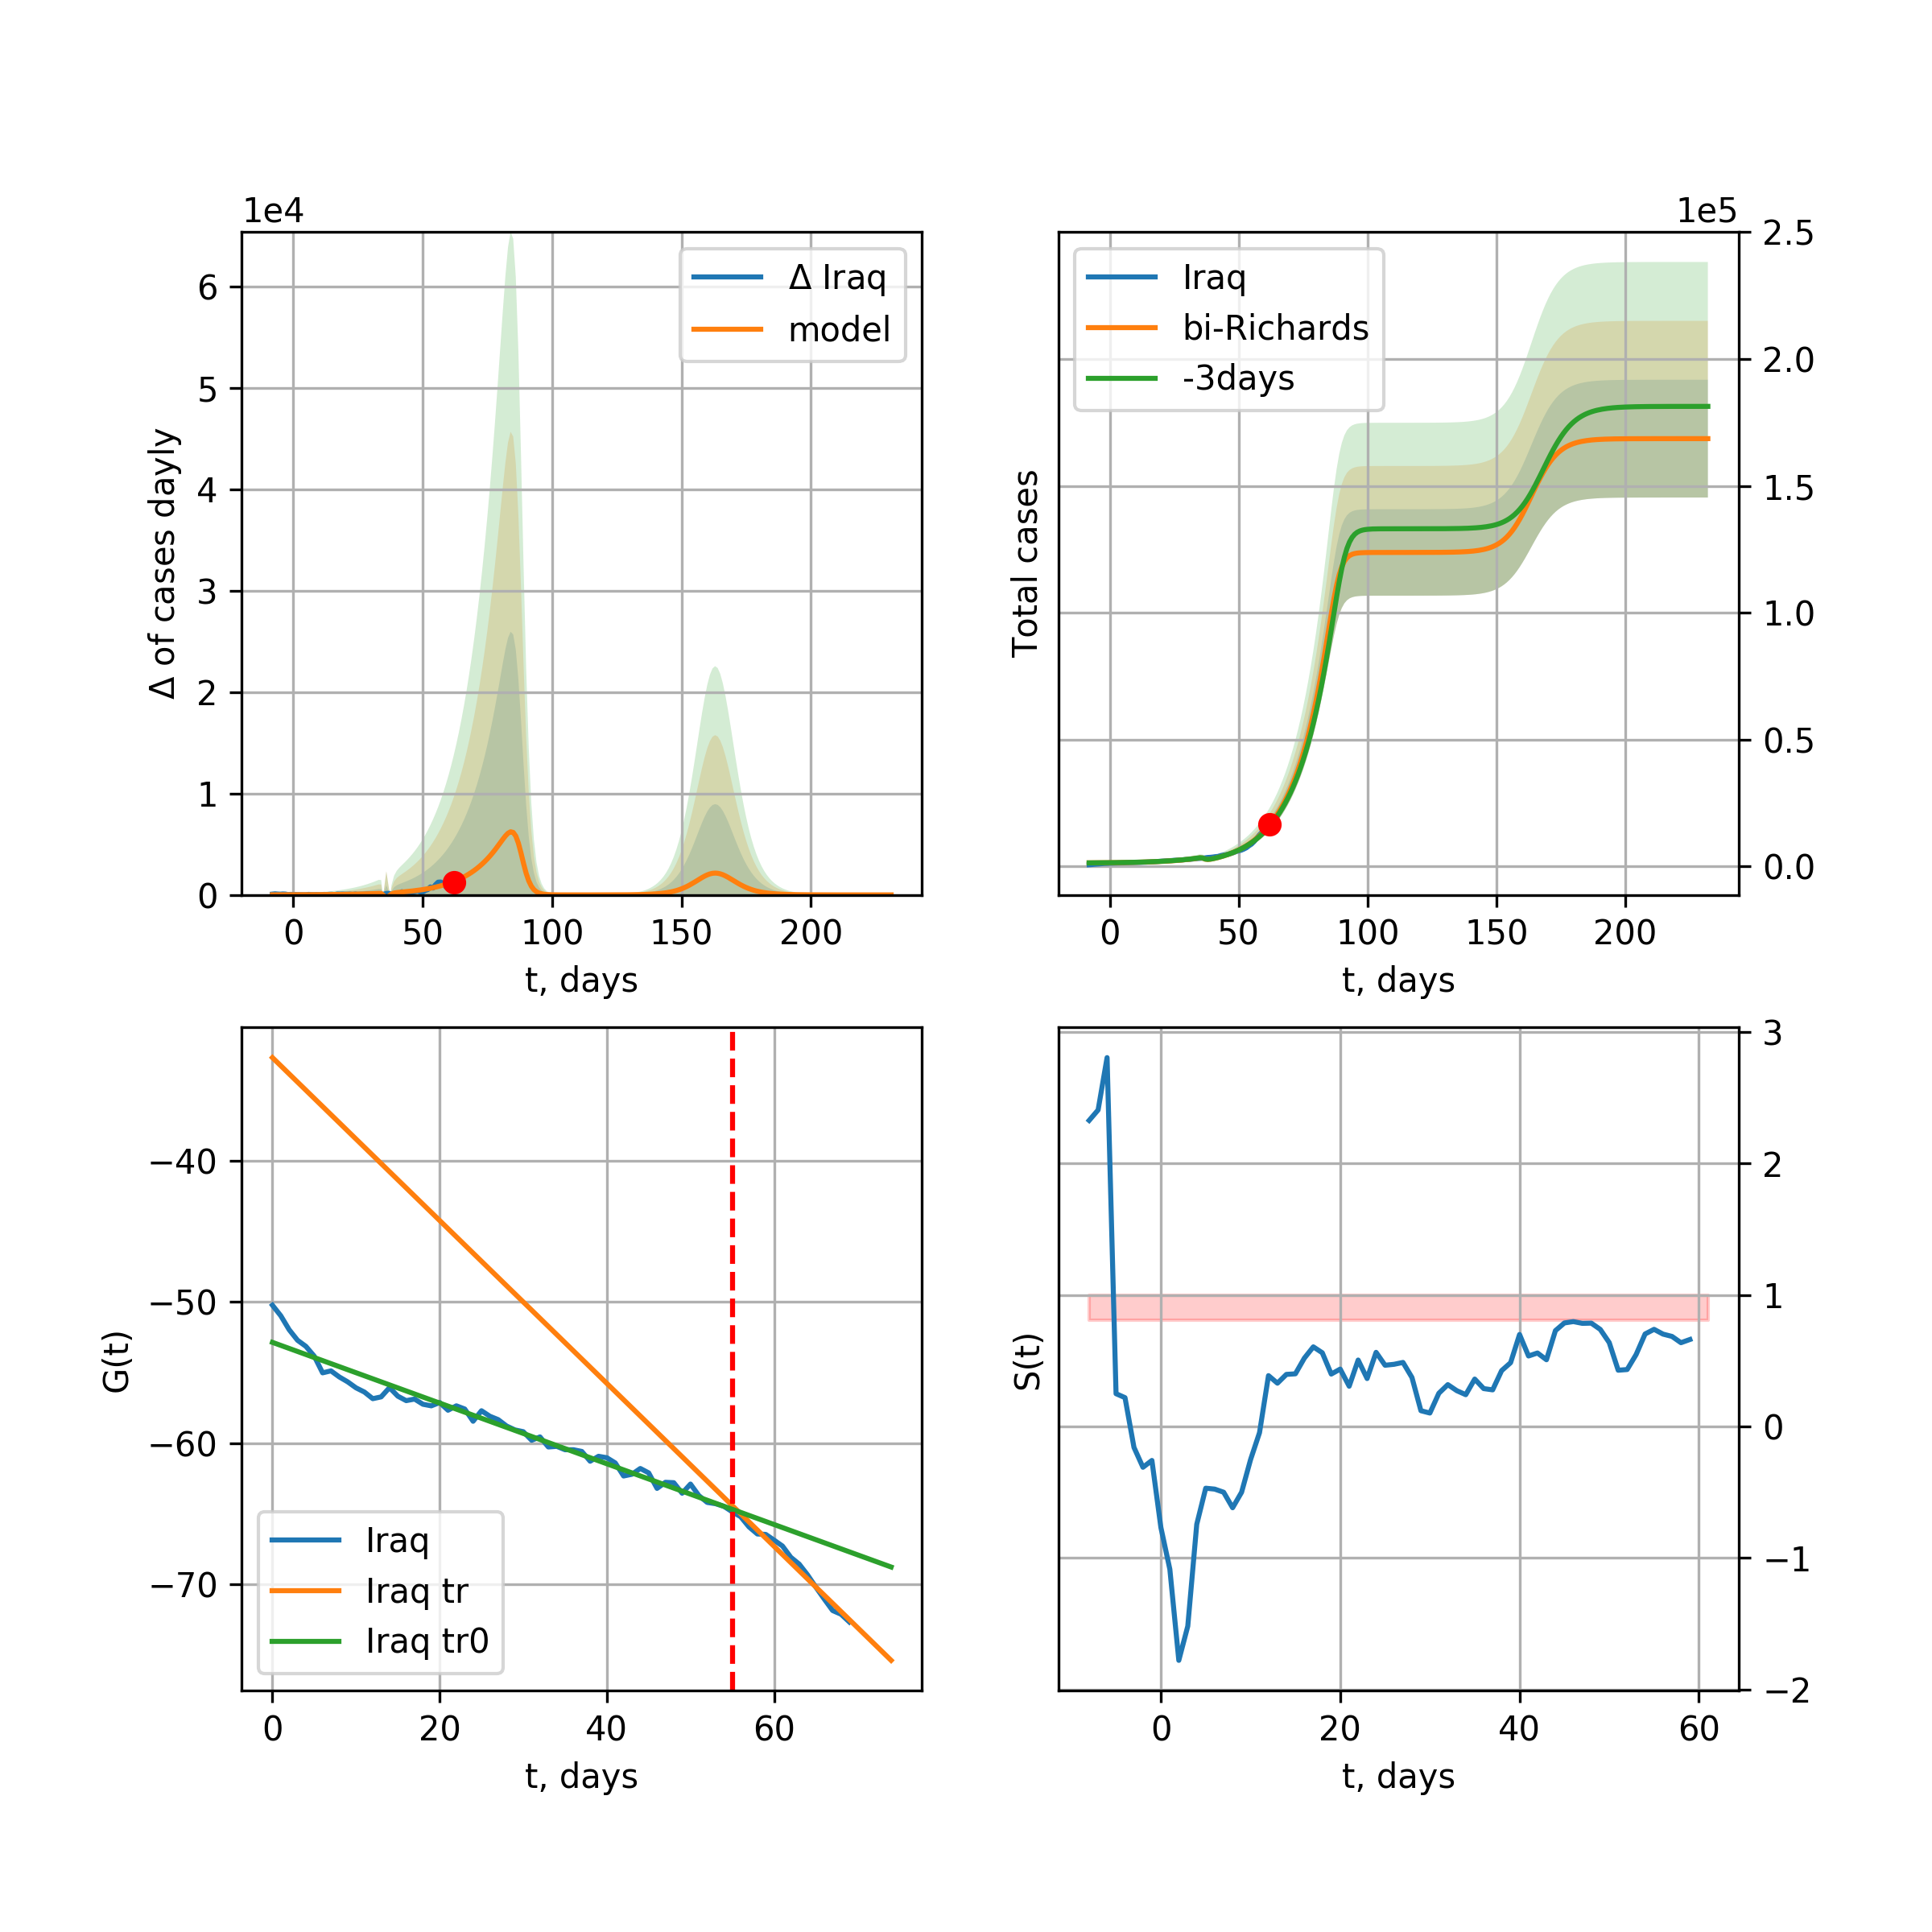 1e4
Δ of cases dayly
6
5
4
3
2
1
0
0 50 100 150 200
t, days
Δ Iraq
model
1e5
Total cases
2.5
2.0
1.5
1.0
0.5
0.0
0 50 100 150 200
t, days
Iraq
bi-Richards
-3days
G(t)
−40
−50
−60
−70
0 20 40 60
t, days
Iraq
Iraq tr
Iraq tr0
S(t)
3
2
1
0
−1
−2
0 20 40 60
t, days